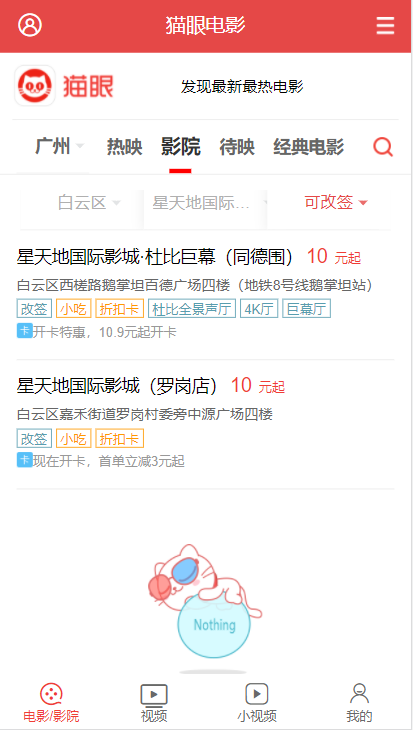 猫眼电影
猫眼 发现最新最热电影
广州 热映 影院 待映 经典电影
白云区 星天地国际... 可改签
星天地国际影城·杜比巨幕（同德围） 10 元起
白云区西槎路鹅掌坦百德广场四楼（地铁8号线鹅掌坦站）
改签 小吃 折扣卡 杜比全景声厅 4K厅 巨幕厅
卡 开卡特惠，10.9元起开卡
星天地国际影城（罗岗店） 10 元起
白云区嘉禾街道罗岗村委旁中源广场四楼
改签 小吃 折扣卡
卡 现在开卡，首单立减3元起
Nothing
电影/影院 视频 小视频 我的